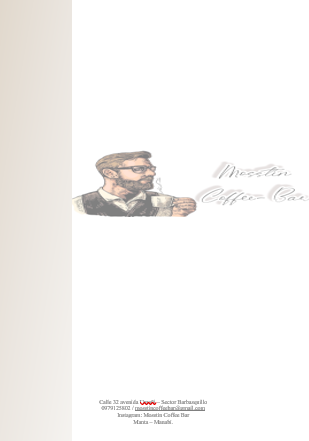 Mosstin
Coffee Bar
Calle 32 avenida – Sector Barbasquillo
0979125802 / mosstincoffeebar@gmail.com
Instagram: Mosstin Coffee Bar
Manta – Manabí.